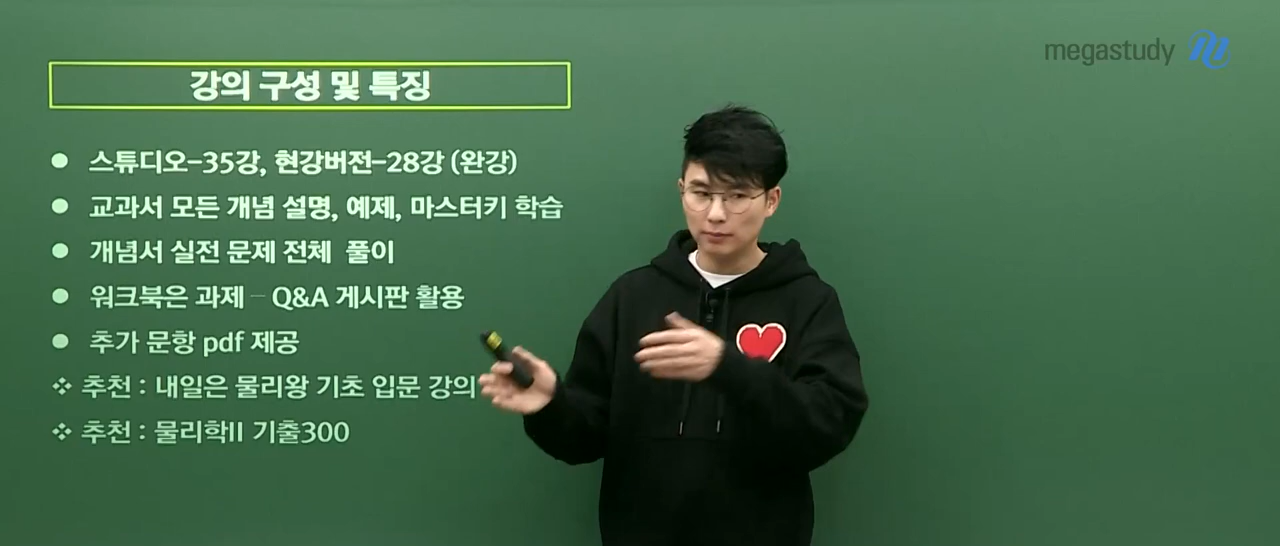 megastudy
강의 구성 및 특징
● 스튜디오-35강, 현강버전-28강 (완강)
● 교과서 모든 개념 설명, 예제, 마스터키 학습
● 개념서 실전 문제 전체 풀이
● 워크북은 과제 – Q&A 게시판 활용
● 추가 문항 pdf 제공
❖ 추천 : 내일은 물리왕 기초 입문 강의
❖ 추천 : 물리학II 기출300